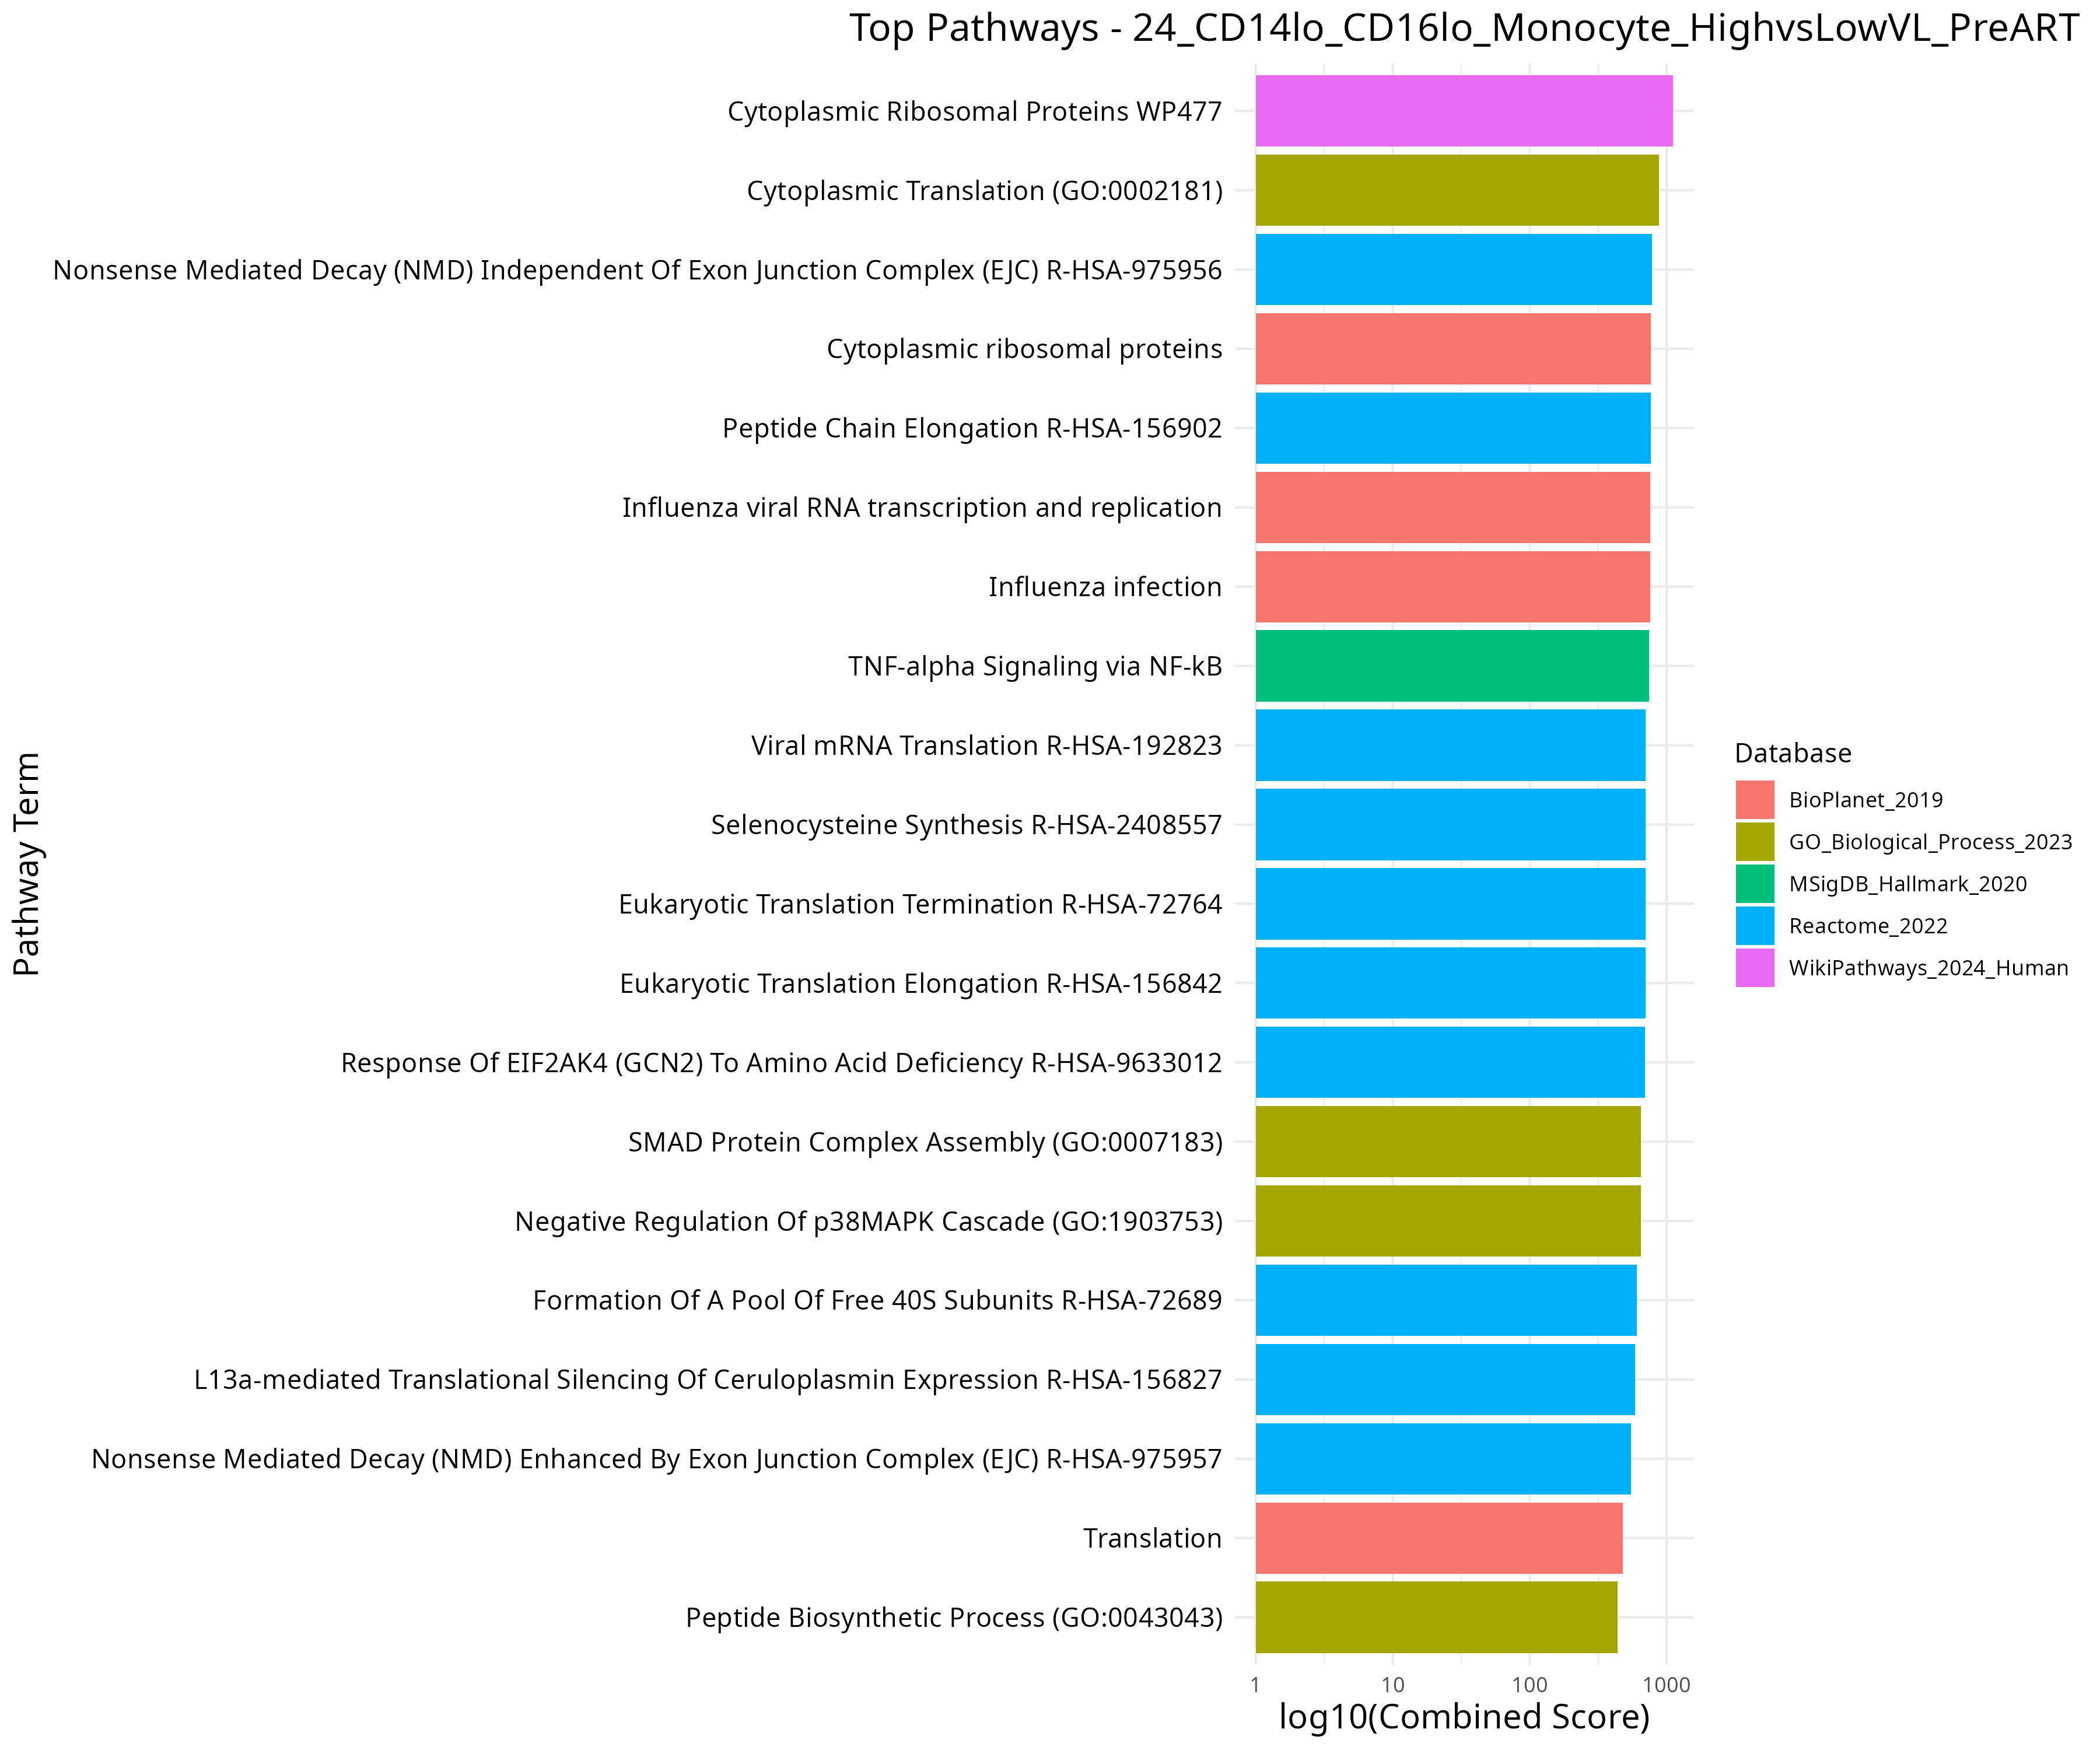 Top Pathways - 24_CD14lo_CD16lo_Monocyte_HighvsLowVL_PreART
Pathway Term
Cytoplasmic Ribosomal Proteins WP477
Cytoplasmic Translation (GO:0002181)
Nonsense Mediated Decay (NMD) Independent Of Exon Junction Complex (EJC) R-HSA-975956
Cytoplasmic ribosomal proteins
Peptide Chain Elongation R-HSA-156902
Influenza viral RNA transcription and replication
Influenza infection
TNF-alpha Signaling via NF-kB
Viral mRNA Translation R-HSA-192823
Selenocysteine Synthesis R-HSA-2408557
Eukaryotic Translation Termination R-HSA-72764
Eukaryotic Translation Elongation R-HSA-156842
Response Of EIF2AK4 (GCN2) To Amino Acid Deficiency R-HSA-9633012
SMAD Protein Complex Assembly (GO:0007183)
Negative Regulation Of p38MAPK Cascade (GO:1903753)
Formation Of A Pool Of Free 40S Subunits R-HSA-72689
L13a-mediated Translational Silencing Of Ceruloplasmin Expression R-HSA-156827
Nonsense Mediated Decay (NMD) Enhanced By Exon Junction Complex (EJC) R-HSA-975957
Translation
Peptide Biosynthetic Process (GO:0043043)
1 10 100 1000
log10(Combined Score)
Database
BioPlanet_2019
GO_Biological_Process_2023
MSigDB_Hallmark_2020
Reactome_2022
WikiPathways_2024_Human